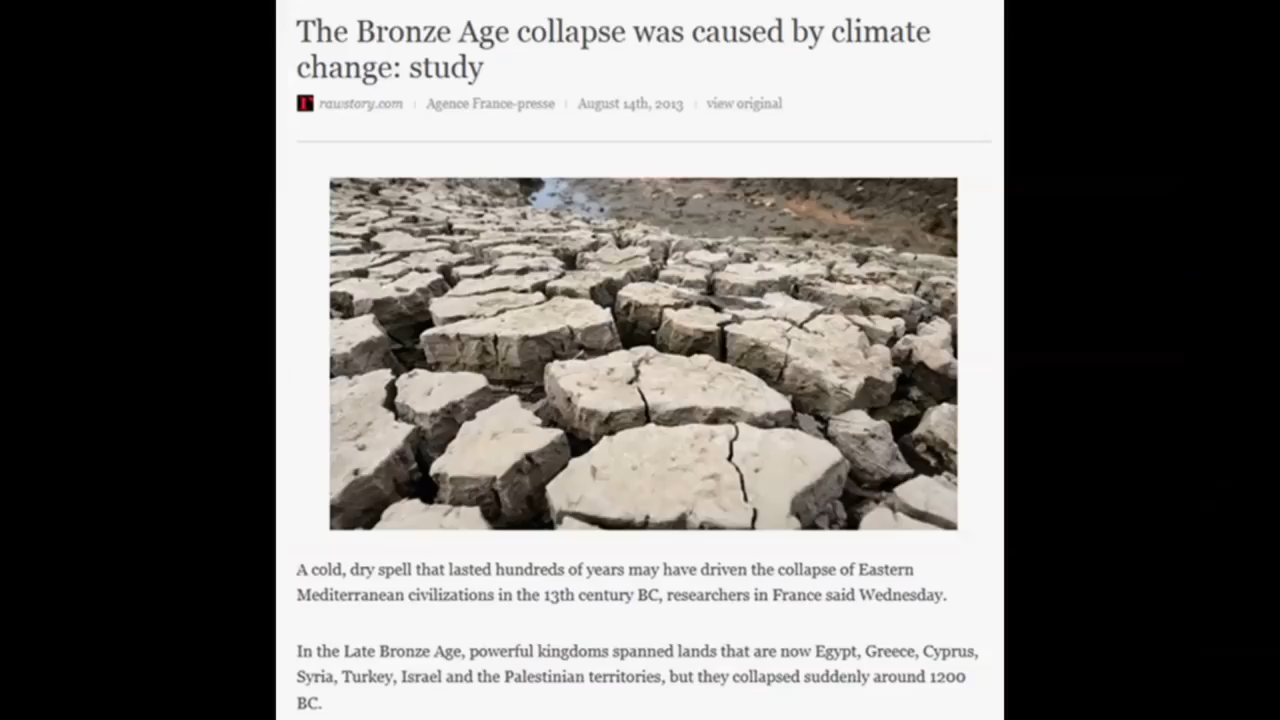 The Bronze Age collapse was caused by climate
change: study
rawstory.com | Agence France-presse | August 14th, 2013 | view original
A cold, dry spell that lasted hundreds of years may have driven the collapse of Eastern
Mediterranean civilizations in the 13th century BC, researchers in France said Wednesday.
In the Late Bronze Age, powerful kingdoms spanned lands that are now Egypt, Greece, Cyprus,
Syria, Turkey, Israel and the Palestinian territories, but they collapsed suddenly around 1200
BC.